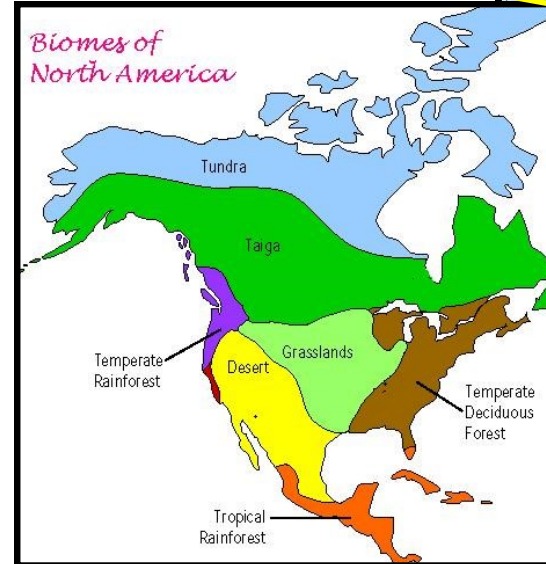 Biomes of
North America
Tundra
Taiga
Temperate
Rainforest
Desert
Grasslands
Temperate
Deciduous
Forest
Tropical
Rainforest